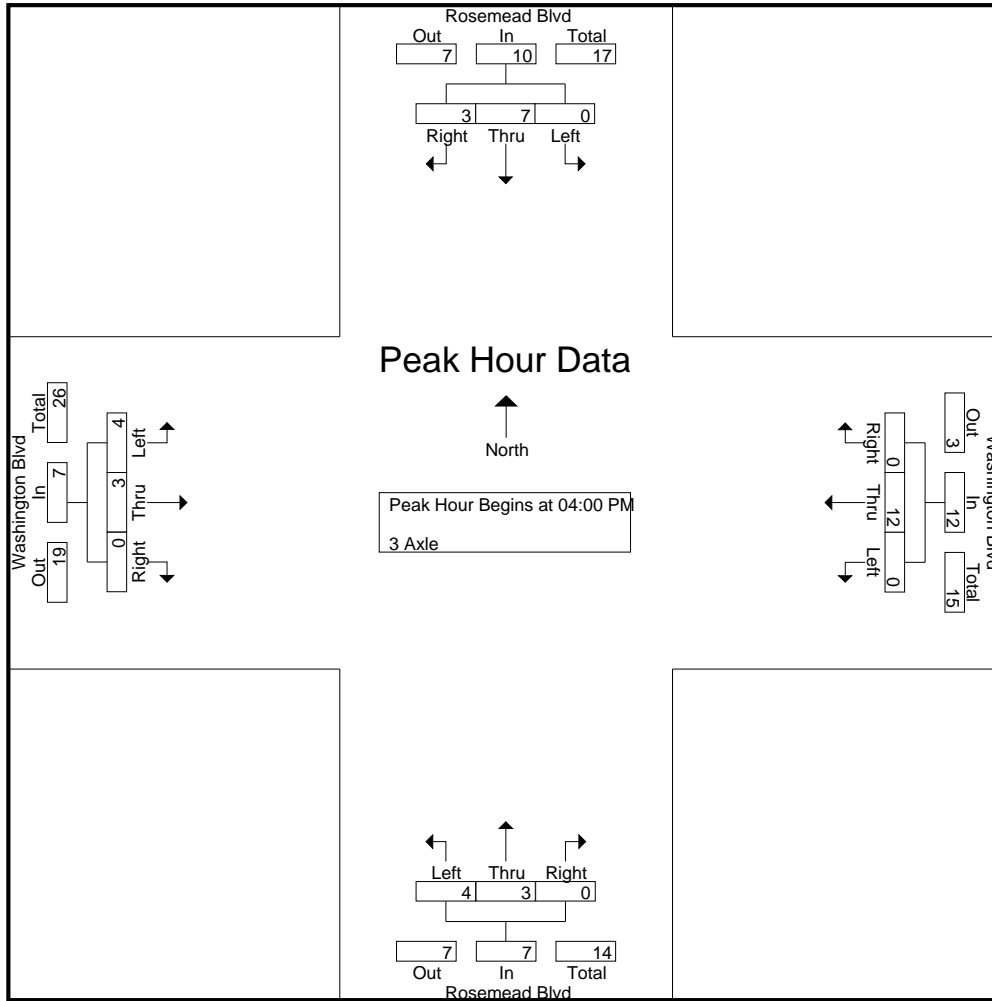 Rosemead Blvd
Out In Total
7 10 17
3 7 0
Right Thru Left
Peak Hour Data
North
Peak Hour Begins at 04:00 PM
3 Axle
Washington Blvd
Total In Out
26 7 19
4 3 0
Left Thru Right
Right Thru Left
0 12 0
Out In Total
3 12 15
Washington Blvd
Left Thru Right
4 3 0
7 7 14
Out In Total
Rosemead Blvd